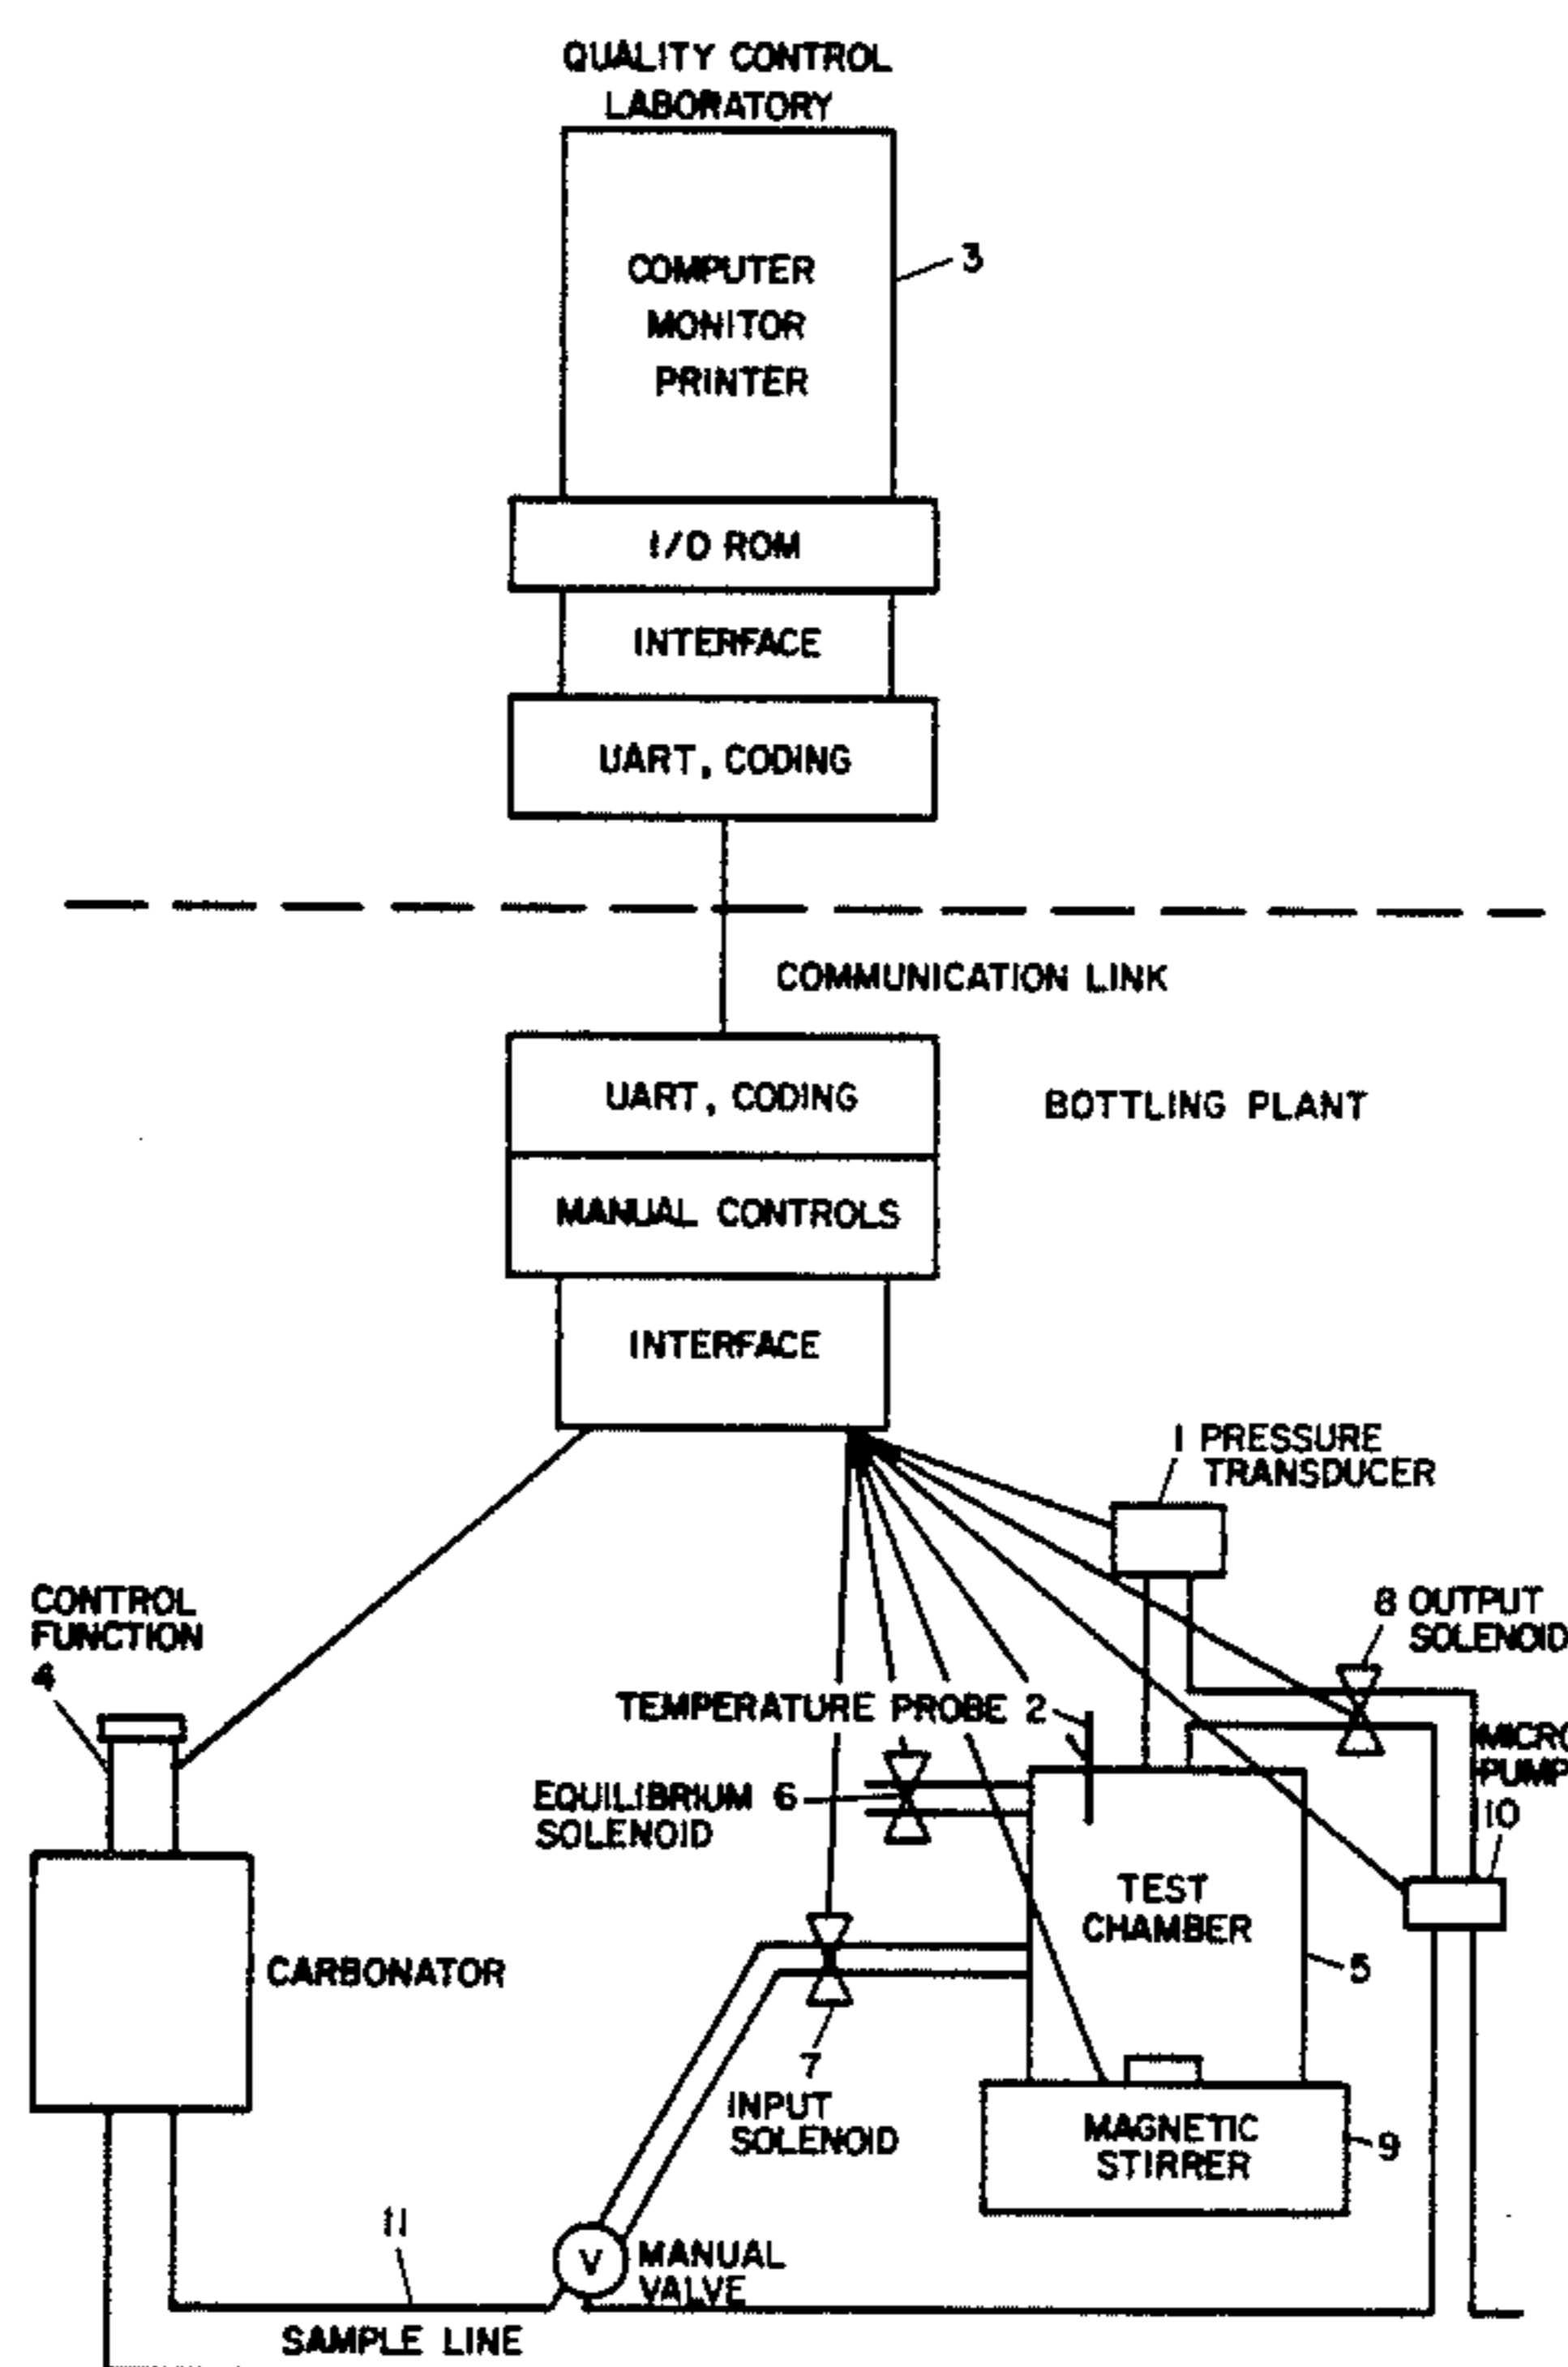 QUALITY CONTROL
LABORATORY
COMPUTER
MONITOR
PRINTER
3
I/O ROM
INTERFACE
UART, CODING
COMMUNICATION LINK
UART, CODING
BOTTLING PLANT
MANUAL CONTROLS
INTERFACE
1 PRESSURE
TRANSDUCER
CONTROL
FUNCTION
4
8 OUTPUT
SOLENOID
TEMPERATURE PROBE 2
MICRO
PUMP
10
EQUILIBRIUM 6
SOLENOID
TEST
CHAMBER
5
CARBONATOR
7
INPUT
SOLENOID
MAGNETIC
STIRRER
9
11
V
MANUAL
VALVE
SAMPLE LINE